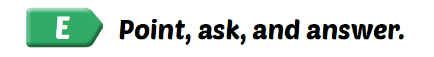 E Point, ask, and answer.